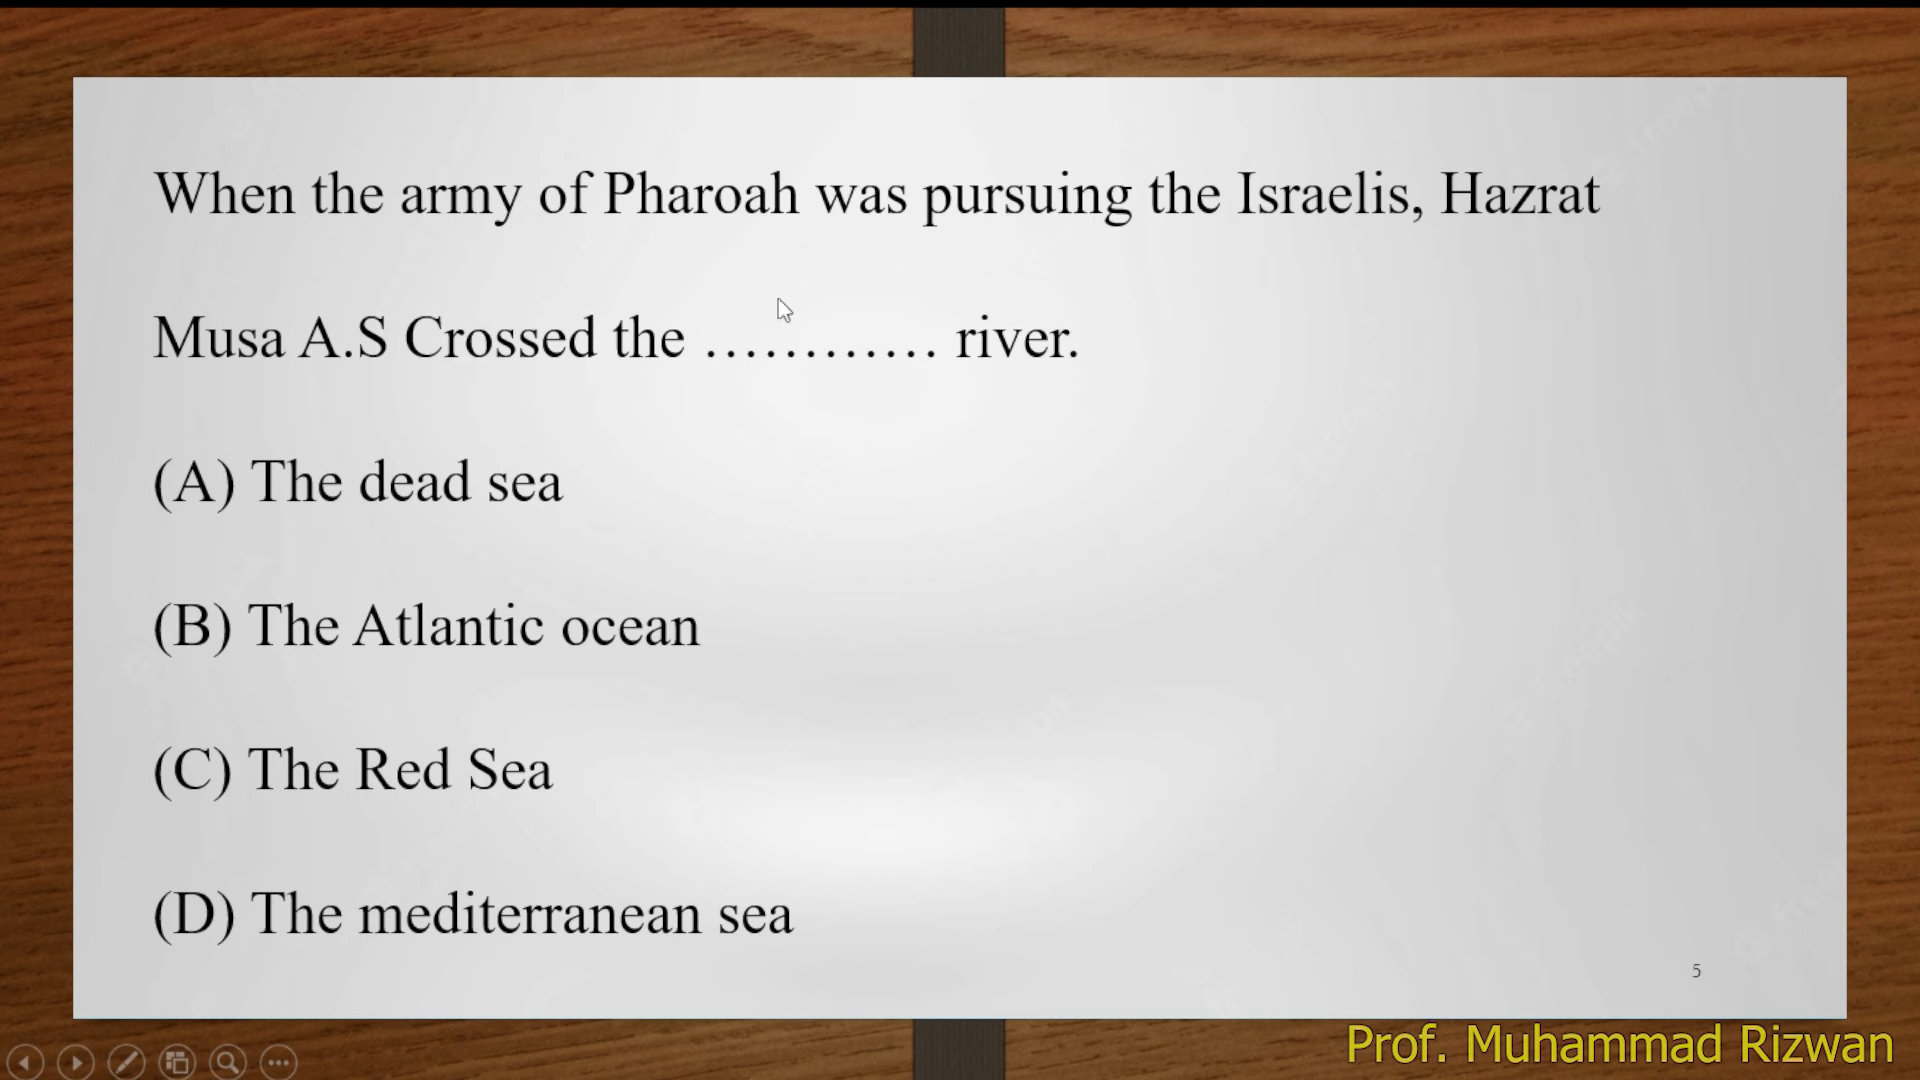 When the army of Pharoah was pursuing the Israelis, Hazrat
Musa A.S Crossed the ………… river.
(A) The dead sea
(B) The Atlantic ocean
(C) The Red Sea
(D) The mediterranean sea
5
Prof. Muhammad Rizwan